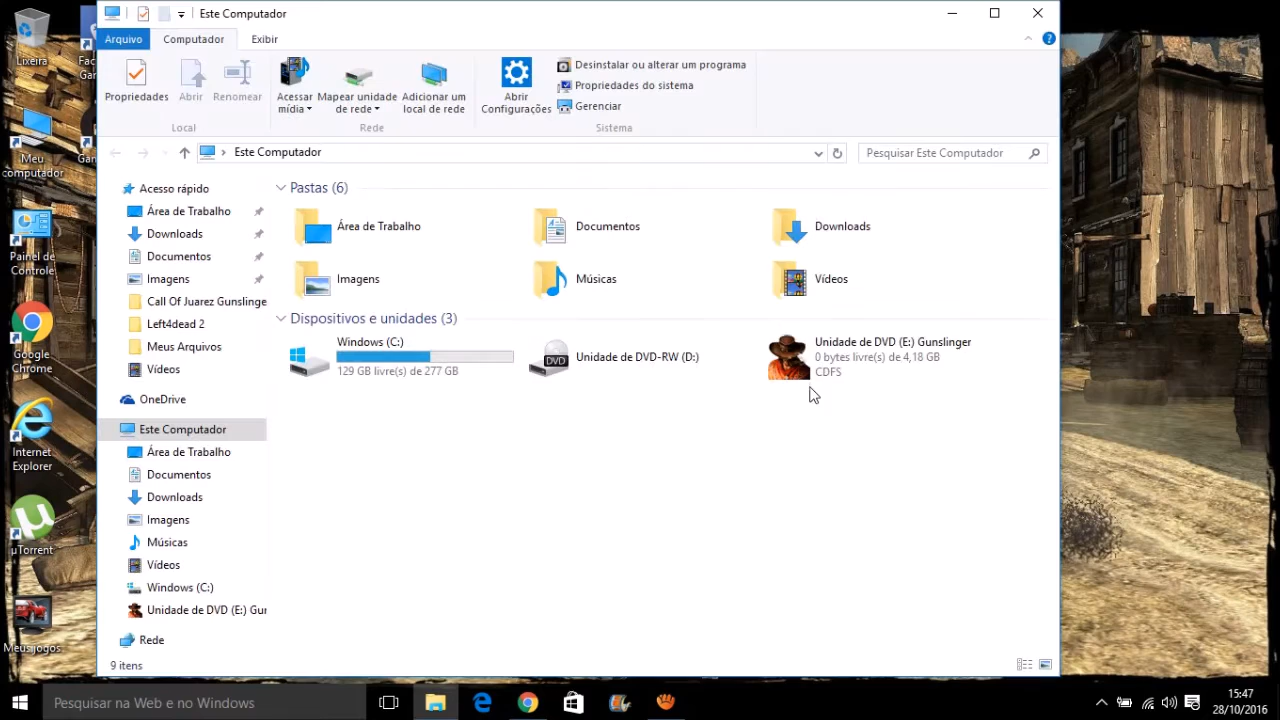 Este Computador
Arquivo
Computador
Exibir
Propriedades
Abrir
Renomear
Acessar
mídia
Mapear unidade
de rede
Adicionar um
local de rede
Abrir
Configurações
Desinstalar ou alterar um programa
Propriedades do sistema
Gerenciar
Local
Rede
Sistema
Este Computador
Pesquisar Este Computador
Acesso rápido
Área de Trabalho
Downloads
Documentos
Imagens
Call Of Juarez Gunslinge
Left4dead 2
Meus Arquivos
Vídeos
OneDrive
Este Computador
Área de Trabalho
Documentos
Downloads
Imagens
Músicas
Vídeos
Windows (C:)
Unidade de DVD (E:) Gun
Rede
Pastas (6)
Área de Trabalho
Documentos
Downloads
Imagens
Músicas
Vídeos
Dispositivos e unidades (3)
Windows (C:)
129 GB livre(s) de 277 GB
DVD
Unidade de DVD-RW (D:)
Unidade de DVD (E:) Gunslinger
0 bytes livre(s) de 4,18 GB
CDFS
9 itens
Lixeira
Fac
Gar
Meu
computador
Gan
Painel de
Controle
Google
Chrome
Internet
Explorer
µTorrent
Meus jogos
Pesquisar na Web e no Windows
15:47
28/10/2016